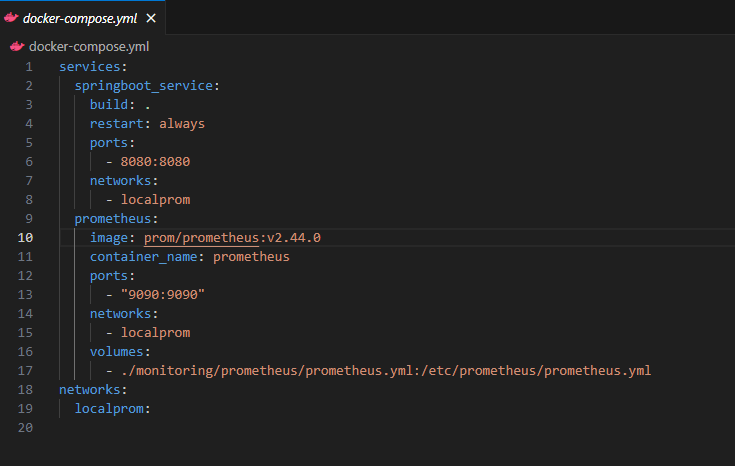 docker-compose.yml ×
docker-compose.yml
1 services:
2   springboot_service:
3     build: .
4     restart: always
5     ports:
6       - 8080:8080
7     networks:
8       - localprom
9   prometheus:
10     image: prom/prometheus:v2.44.0
11     container_name: prometheus
12     ports:
13       - "9090:9090"
14     networks:
15       - localprom
16     volumes:
17       - ./monitoring/prometheus/prometheus.yml:/etc/prometheus/prometheus.yml
18 networks:
19   localprom:
20